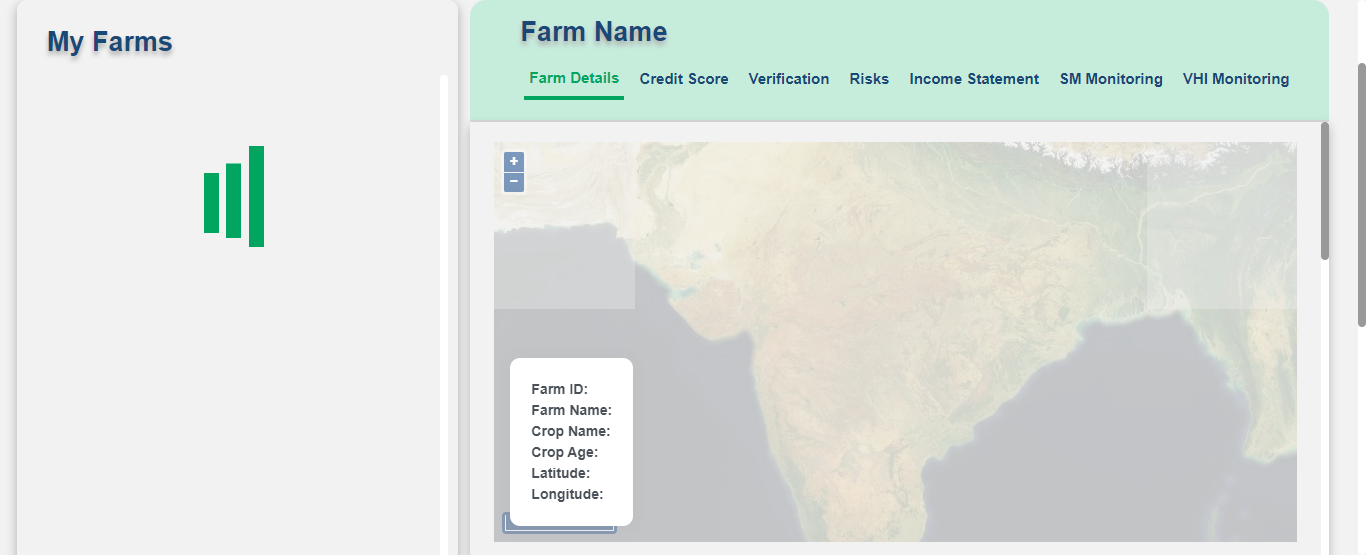 My Farms
Farm Name
Farm Details Credit Score Verification Risks Income Statement SM Monitoring VHI Monitoring
+
−
Farm ID:
Farm Name:
Crop Name:
Crop Age:
Latitude:
Longitude: